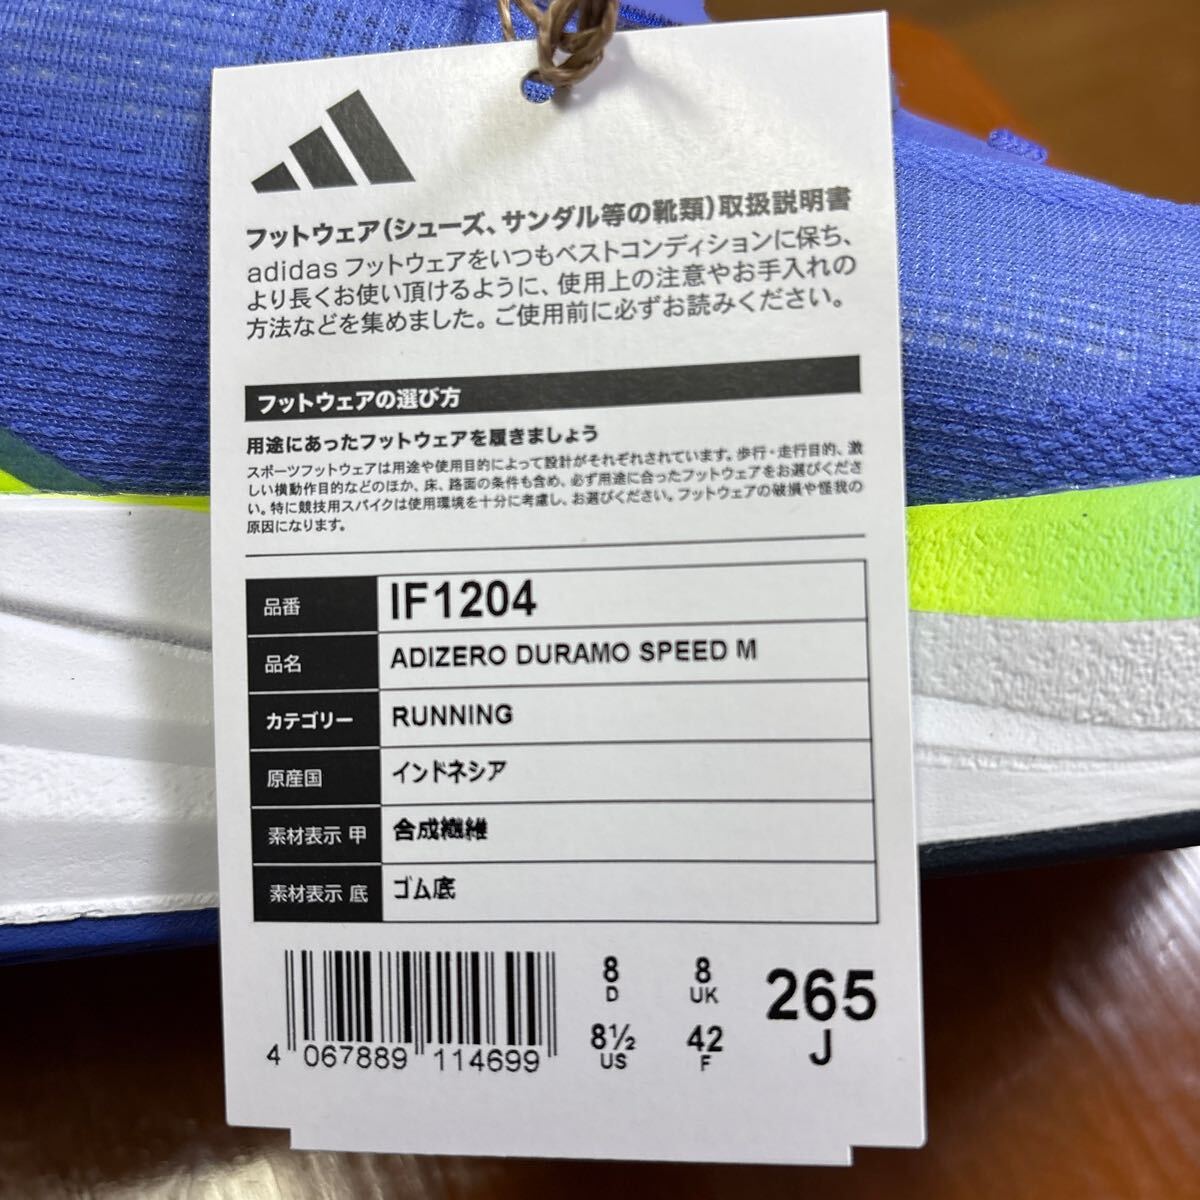 フットウェア(シューズ、サンダル等の靴類)取扱説明書
adidas フットウェアをいつもベストコンディションに保ち、
より長くお使い頂けるように、使用上の注意やお手入れの
方法などを集めました。ご使用前に必ずお読みください。
フットウェアの選び方
用途にあったフットウェアを履きましょう
スポーツフットウェアは用途や使用目的によって設計がそれぞれされています。歩行・走行目的、激
しい横動作目的などのほか、床、路面の条件も含め、必ず用途に合ったフットウェアをお選びくださ
い。特に競技用スパイクは使用環境を十分に考慮し、お選びください。フットウェアの破損や怪我の
原因になります。
品番 IF1204
品名 ADIZERO DURAMO SPEED M
カテゴリー RUNNING
原産国 インドネシア
素材表示 甲 合成繊維
素材表示 底 ゴム底
8 D 8 UK 265 J
8½ US 42 F
4 067889 114699